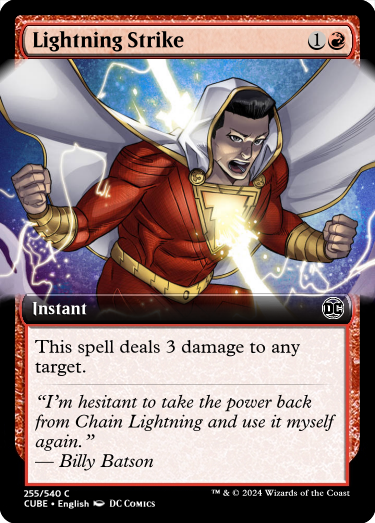 Lightning Strike 1
Instant DC
This spell deals 3 damage to any
target.
“I’m hesitant to take the power back
from Chain Lightning and use it myself
again.”
— Billy Batson
255/540 C
™ & © 2024 Wizards of the Coast
CUBE • English DC Comics